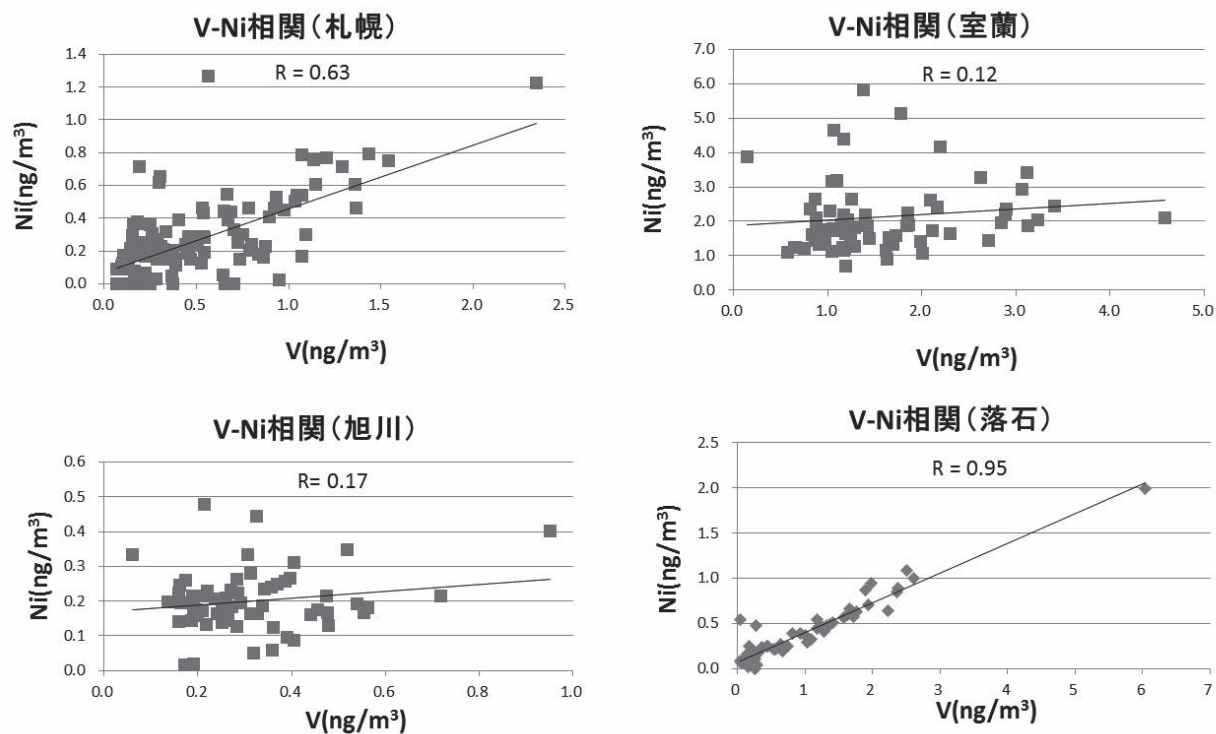 V-Ni相関（札幌）
R = 0.63
Ni(ng/m³)
1.4
1.2
1.0
0.8
0.6
0.4
0.2
0.0
0.0 0.5 1.0 1.5 2.0 2.5
V(ng/m³)
V-Ni相関（室蘭）
R = 0.12
Ni(ng/m³)
7.0
6.0
5.0
4.0
3.0
2.0
1.0
0.0
0.0 1.0 2.0 3.0 4.0 5.0
V(ng/m³)
V-Ni相関（旭川）
R= 0.17
Ni(ng/m³)
0.6
0.5
0.4
0.3
0.2
0.1
0.0
0.0 0.2 0.4 0.6 0.8 1.0
V(ng/m³)
V-Ni相関（落石）
R = 0.95
Ni(ng/m³)
2.5
2.0
1.5
1.0
0.5
0.0
0 1 2 3 4 5 6 7
V(ng/m³)